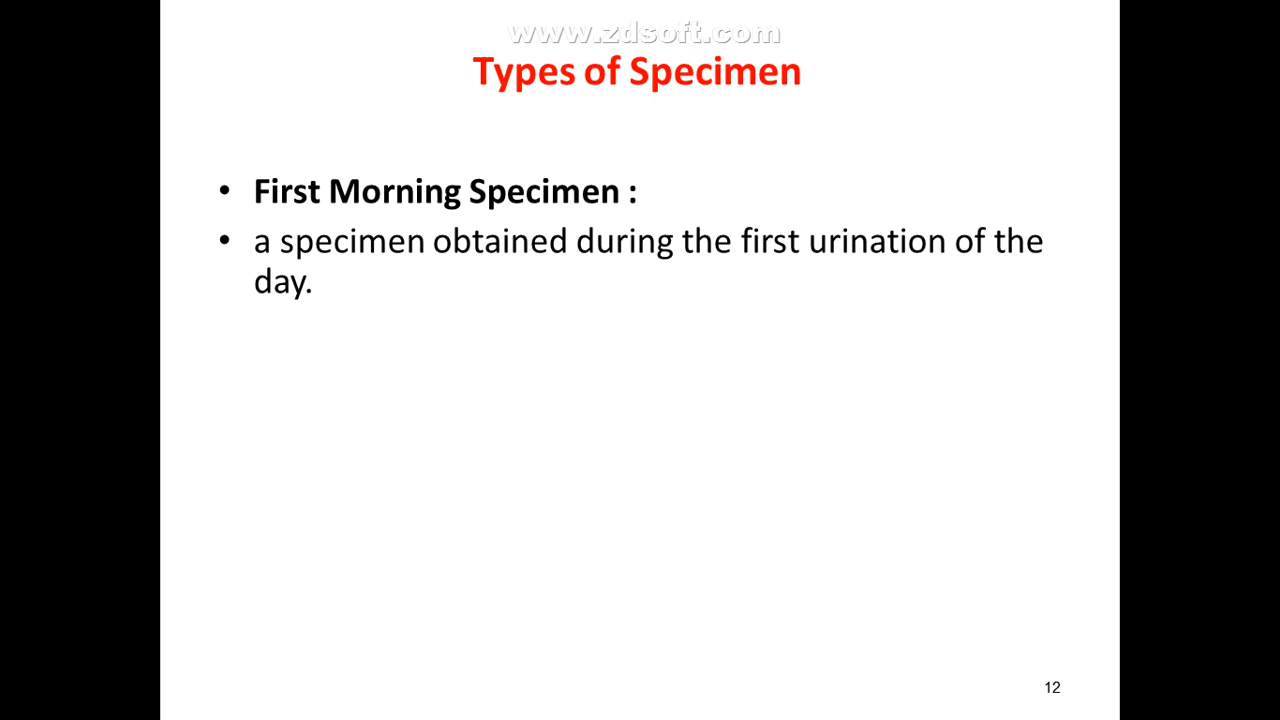 www.zdsoft.com
Types of Specimen
• First Morning Specimen :
• a specimen obtained during the first urination of the
day.
12